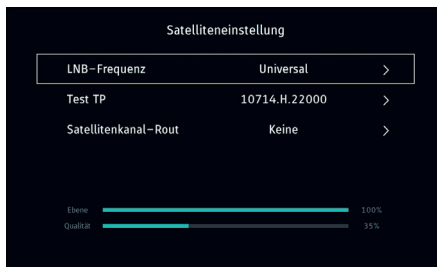 Satelliteneinstellung
LNB-Frequenz Universal >
Test TP 10714.H.22000 >
Satellitenkanal-Rout Keine >
Ebene 100%
Qualität 35%